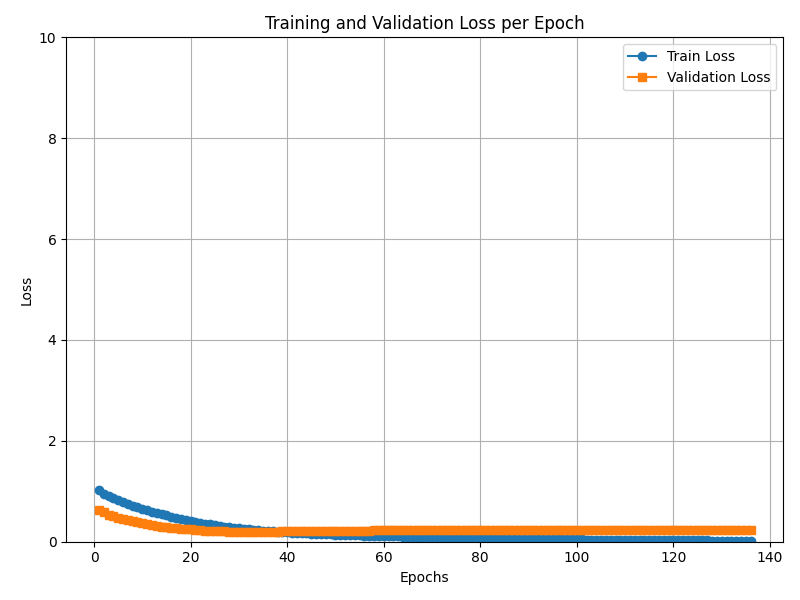 Training and Validation Loss per Epoch
Train Loss
Validation Loss
10
8
6
4
2
0
Loss
0 20 40 60 80 100 120 140
Epochs